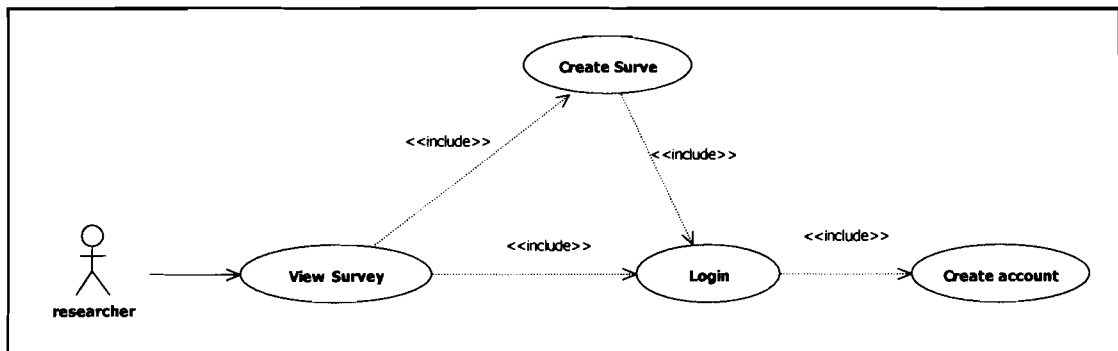 Create Surve
<<include>>
<<include>>
<<include>>
<<include>>
View Survey
Login
Create account
researcher